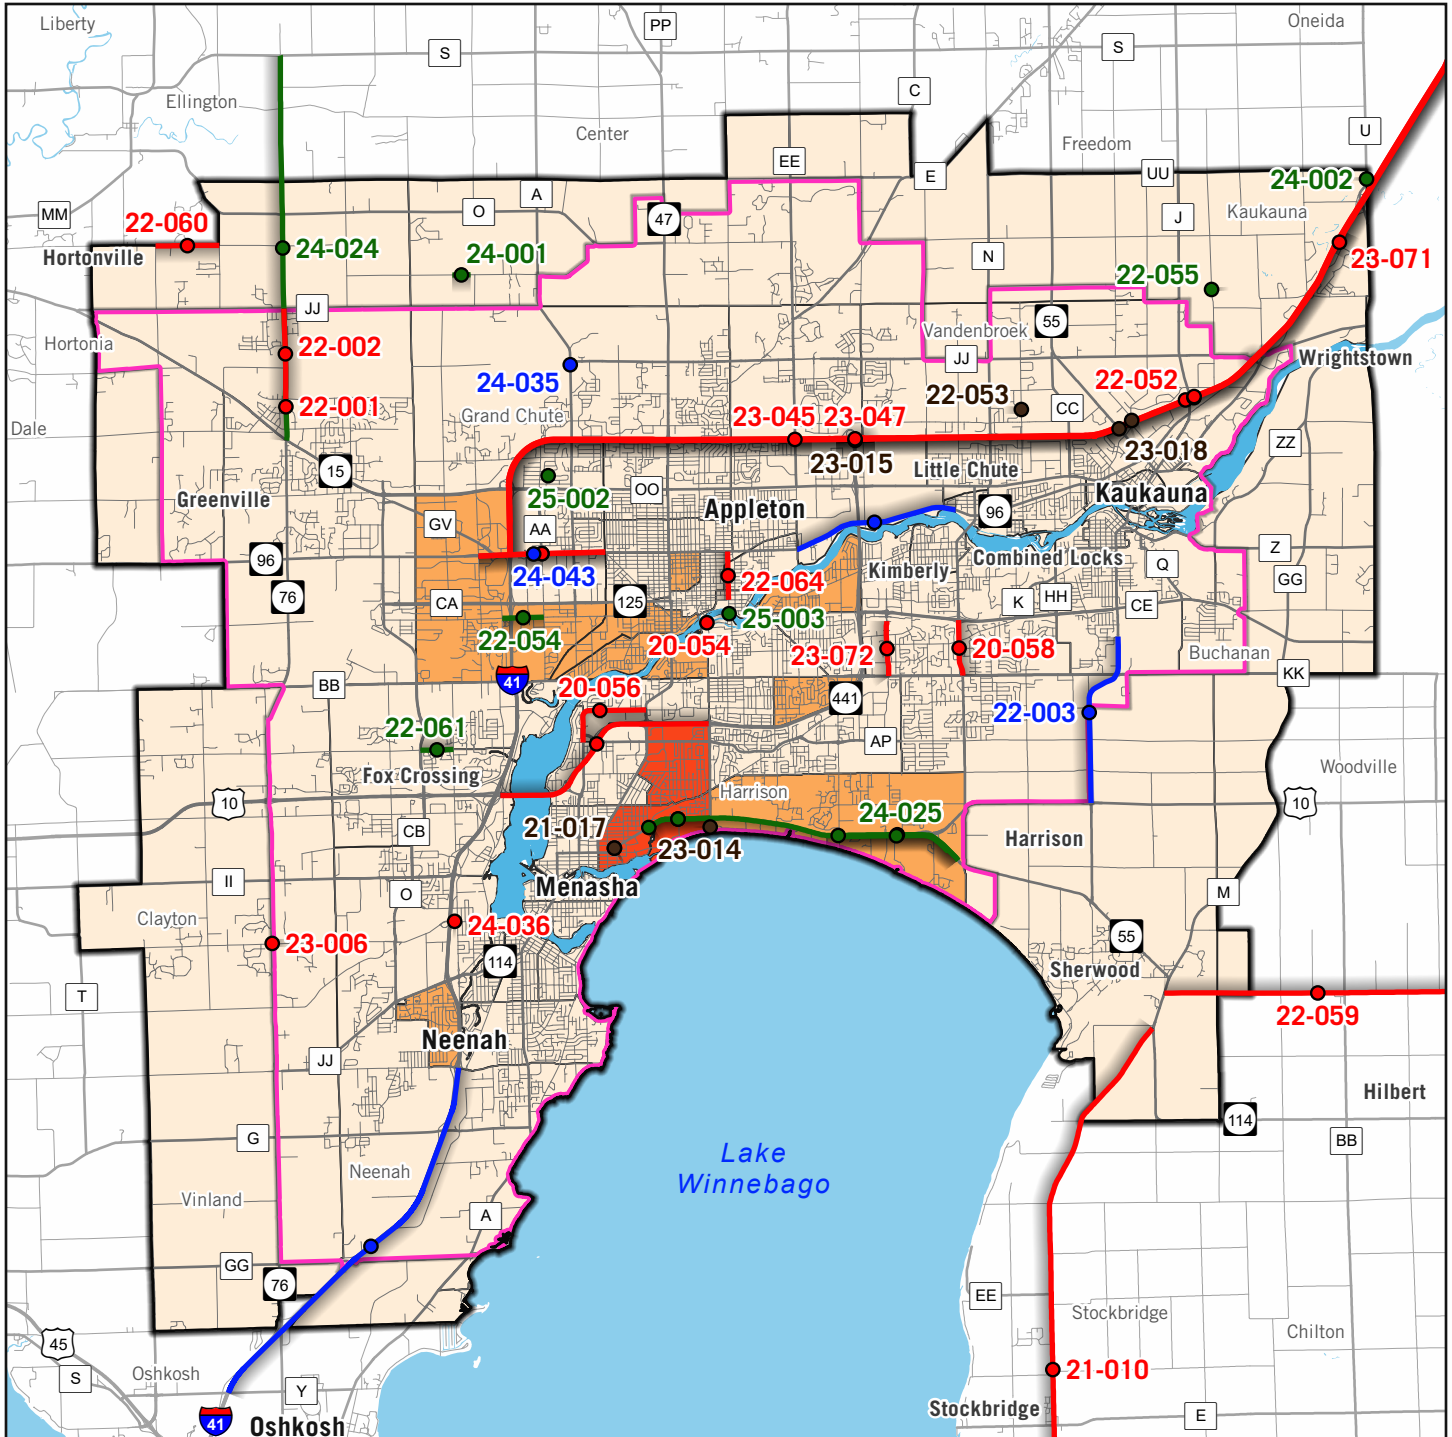 Liberty
PP
Oneida
S
S
Ellington
C
Center
U
Freedom
EE
E
UU
24-002
A
MM
O
J
Kaukauna
22-060
47
24-024
24-001
Hortonville
N
23-071
22-055
JJ
55
Vandenbroek
Hortonia
22-002
JJ
Wrightstown
24-035
22-052
22-053
CC
22-001
Grand Chute
23-045
23-047
Dale
ZZ
23-018
23-015
15
Little Chute
OO
Greenville
25-002
Appleton
Kaukauna
96
GV
AA
Z
96
Combined Locks
Kimberly
Q
24-043
22-064
GG
76
CA
125
K
HH
CE
25-003
22-054
20-054
23-072
20-058
Buchanan
41
KK
BB
20-056
441
22-003
22-061
AP
Fox Crossing
Woodville
Harrison
10
10
24-025
21-017
CB
Harrison
23-014
II
Menasha
O
M
Clayton
24-036
23-006
55
114
Sherwood
T
22-059
Neenah
JJ
Hilbert
114
G
BB
Lake
Winnebago
Neenah
Vinland
A
GG
76
EE
Stockbridge
Chilton
45
Oshkosh
21-010
S
Y
Stockbridge
E
41
Oshkosh